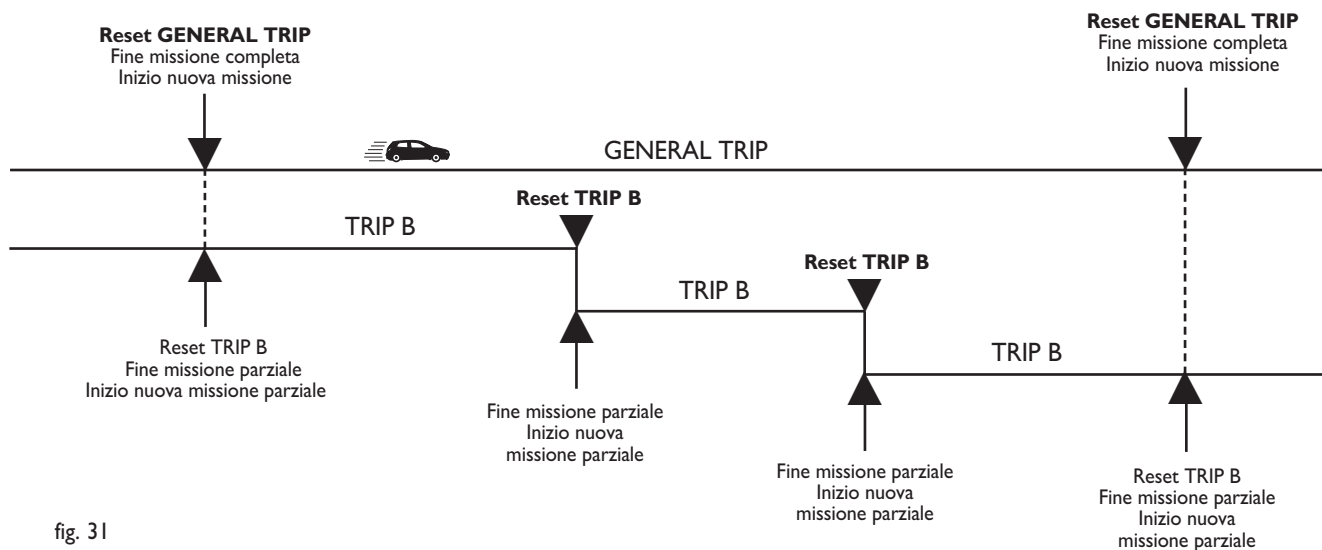 Reset GENERAL TRIP
Fine missione completa
Inizio nuova missione
Reset GENERAL TRIP
Fine missione completa
Inizio nuova missione
GENERAL TRIP
Reset TRIP B
TRIP B
Reset TRIP B
TRIP B
TRIP B
Reset TRIP B
Fine missione parziale
Inizio nuova missione parziale
Fine missione parziale
Inizio nuova
missione parziale
Fine missione parziale
Inizio nuova
missione parziale
Reset TRIP B
Fine missione parziale
Inizio nuova
missione parziale
fig. 31